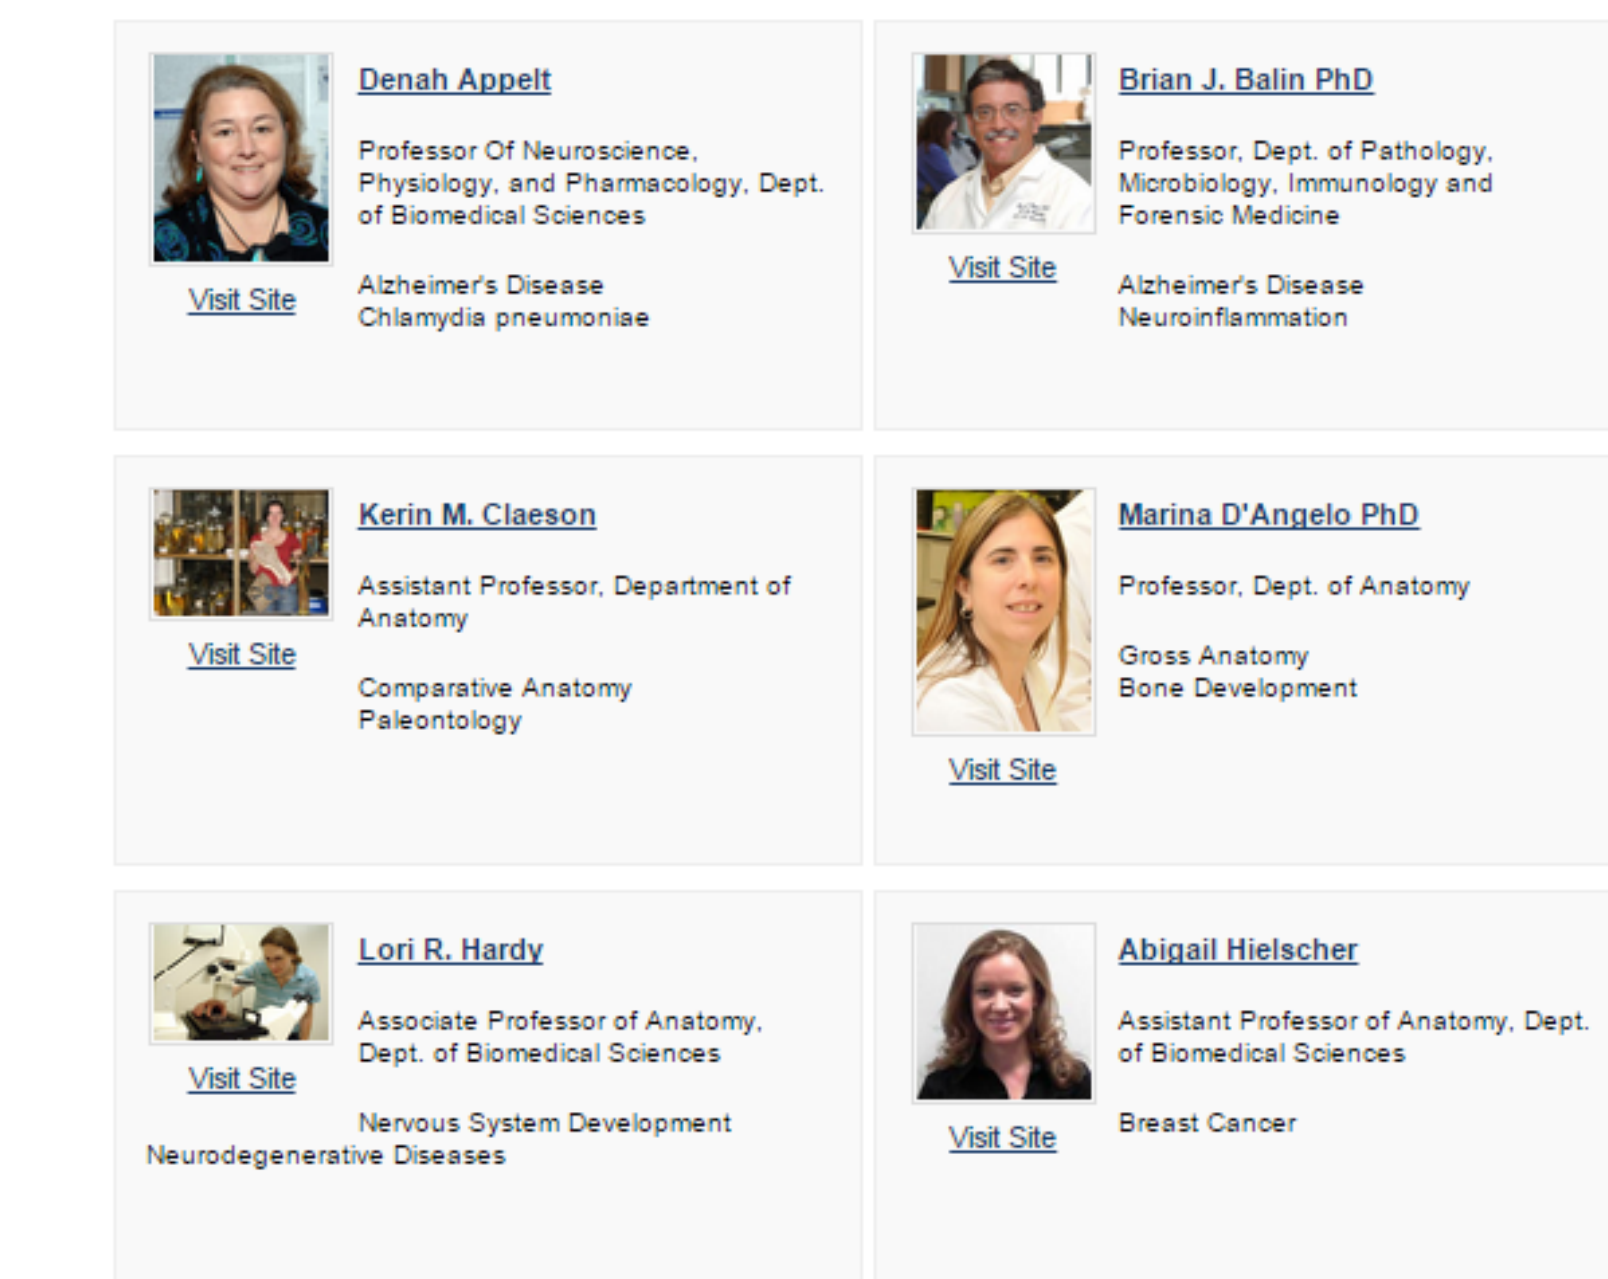 Denah Appelt
Professor Of Neuroscience,
Physiology, and Pharmacology, Dept.
of Biomedical Sciences
Alzheimer's Disease
Chlamydia pneumoniae
Visit Site
Brian J. Balin PhD
Professor, Dept. of Pathology,
Microbiology, Immunology and
Forensic Medicine
Alzheimer's Disease
Neuroinflammation
Visit Site
Kerin M. Claeson
Assistant Professor, Department of
Anatomy
Comparative Anatomy
Paleontology
Visit Site
Marina D'Angelo PhD
Professor, Dept. of Anatomy
Gross Anatomy
Bone Development
Visit Site
Lori R. Hardy
Associate Professor of Anatomy,
Dept. of Biomedical Sciences
Visit Site
Nervous System Development
Neurodegenerative Diseases
Abigail Hielscher
Assistant Professor of Anatomy, Dept.
of Biomedical Sciences
Breast Cancer
Visit Site